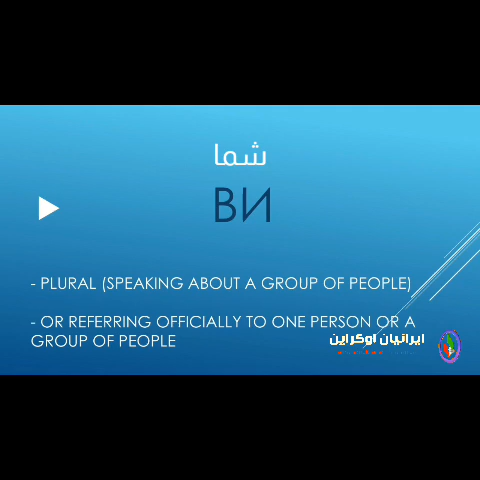 شما
ВИ
- PLURAL (SPEAKING ABOUT A GROUP OF PEOPLE)
- OR REFERRING OFFICIALLY TO ONE PERSON OR A
GROUP OF PEOPLE
ایرانیان اوکراین